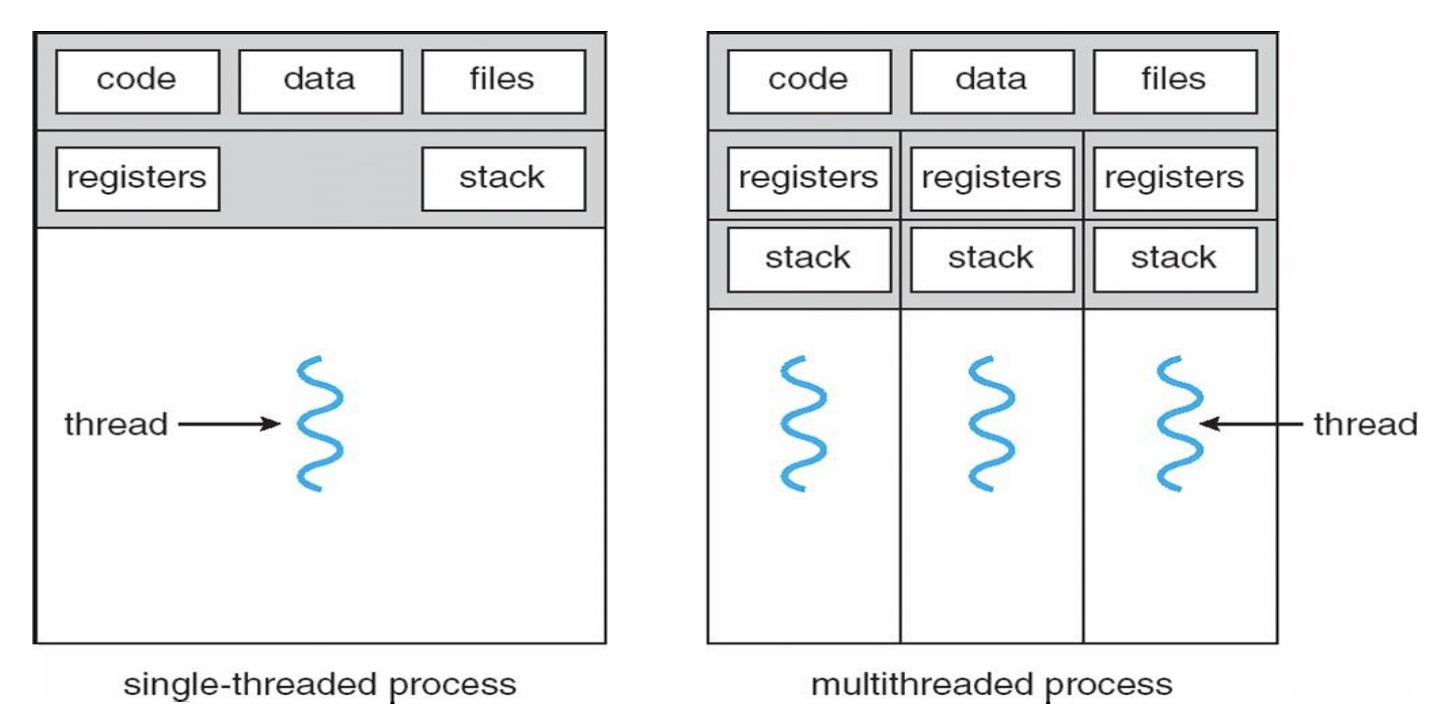 code data files
registers stack
thread
single-threaded process
code data files
registers registers registers
stack stack stack
thread
multithreaded process